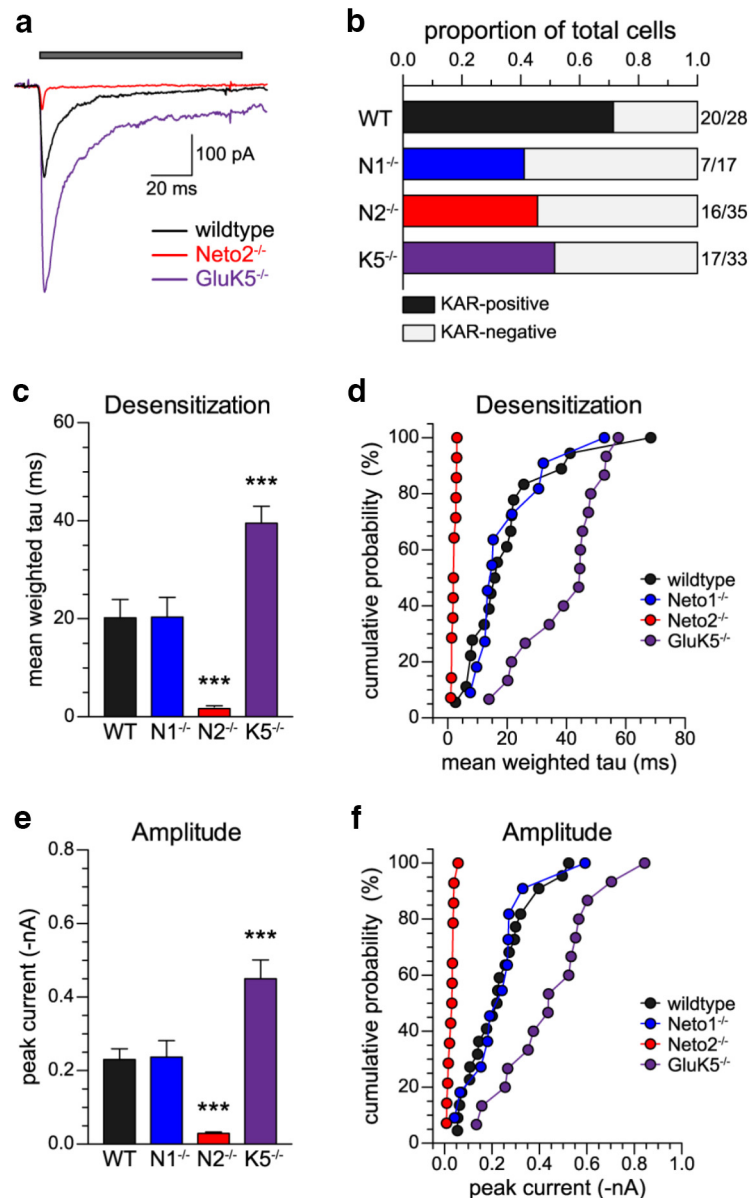 a
100 pA
20 ms
wildtype
Neto2-/-
GluK5-/-
b
proportion of total cells
0.0 0.2 0.4 0.6 0.8 1.0
WT 20/28
N1-/- 7/17
N2-/- 16/35
K5-/- 17/33
KAR-positive
KAR-negative
c
Desensitization
mean weighted tau (ms)
60
40
20
0
***
***
WT N1-/- N2-/- K5-/-
d
Desensitization
cumulative probability (%)
100
80
60
40
20
0
wildtype
Neto1-/-
Neto2-/-
GluK5-/-
0 20 40 60 80
mean weighted tau (ms)
e
Amplitude
peak current (-nA)
0.8
0.6
0.4
0.2
0.0
***
***
WT N1-/- N2-/- K5-/-
f
Amplitude
cumulative probability (%)
100
80
60
40
20
0
wildtype
Neto1-/-
Neto2-/-
GluK5-/-
0.0 0.2 0.4 0.6 0.8 1.0
peak current (-nA)